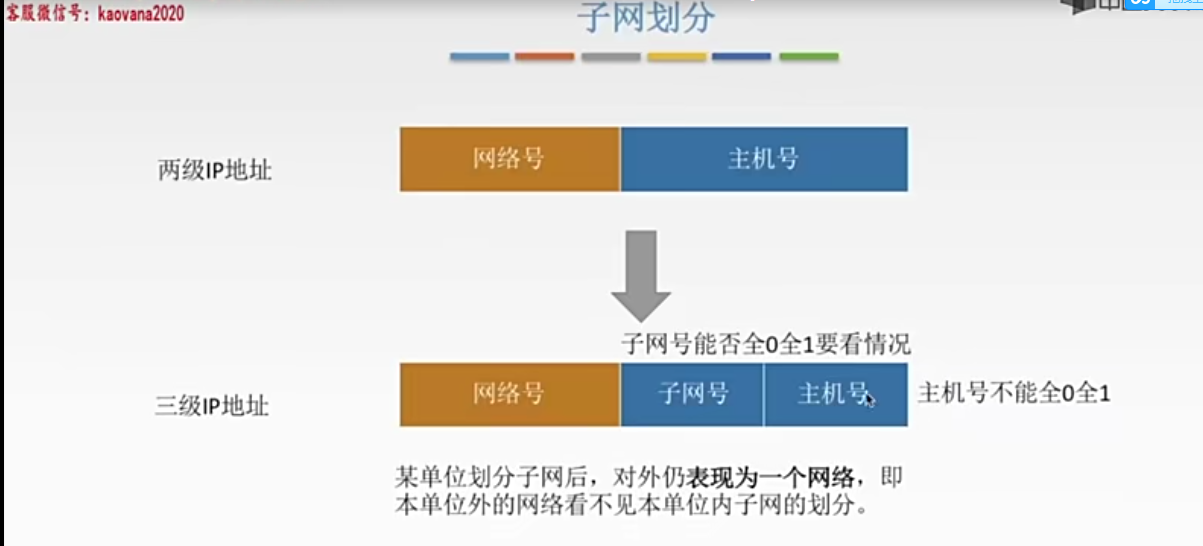 客服微信号：kaovana2020
子网划分
两级IP地址
网络号 主机号
子网号能否全0全1要看情况
三级IP地址
网络号 子网号 主机号 主机号不能全0全1
某单位划分子网后，对外仍表现为一个网络，即
本单位外的网络看不见本单位内子网的划分。